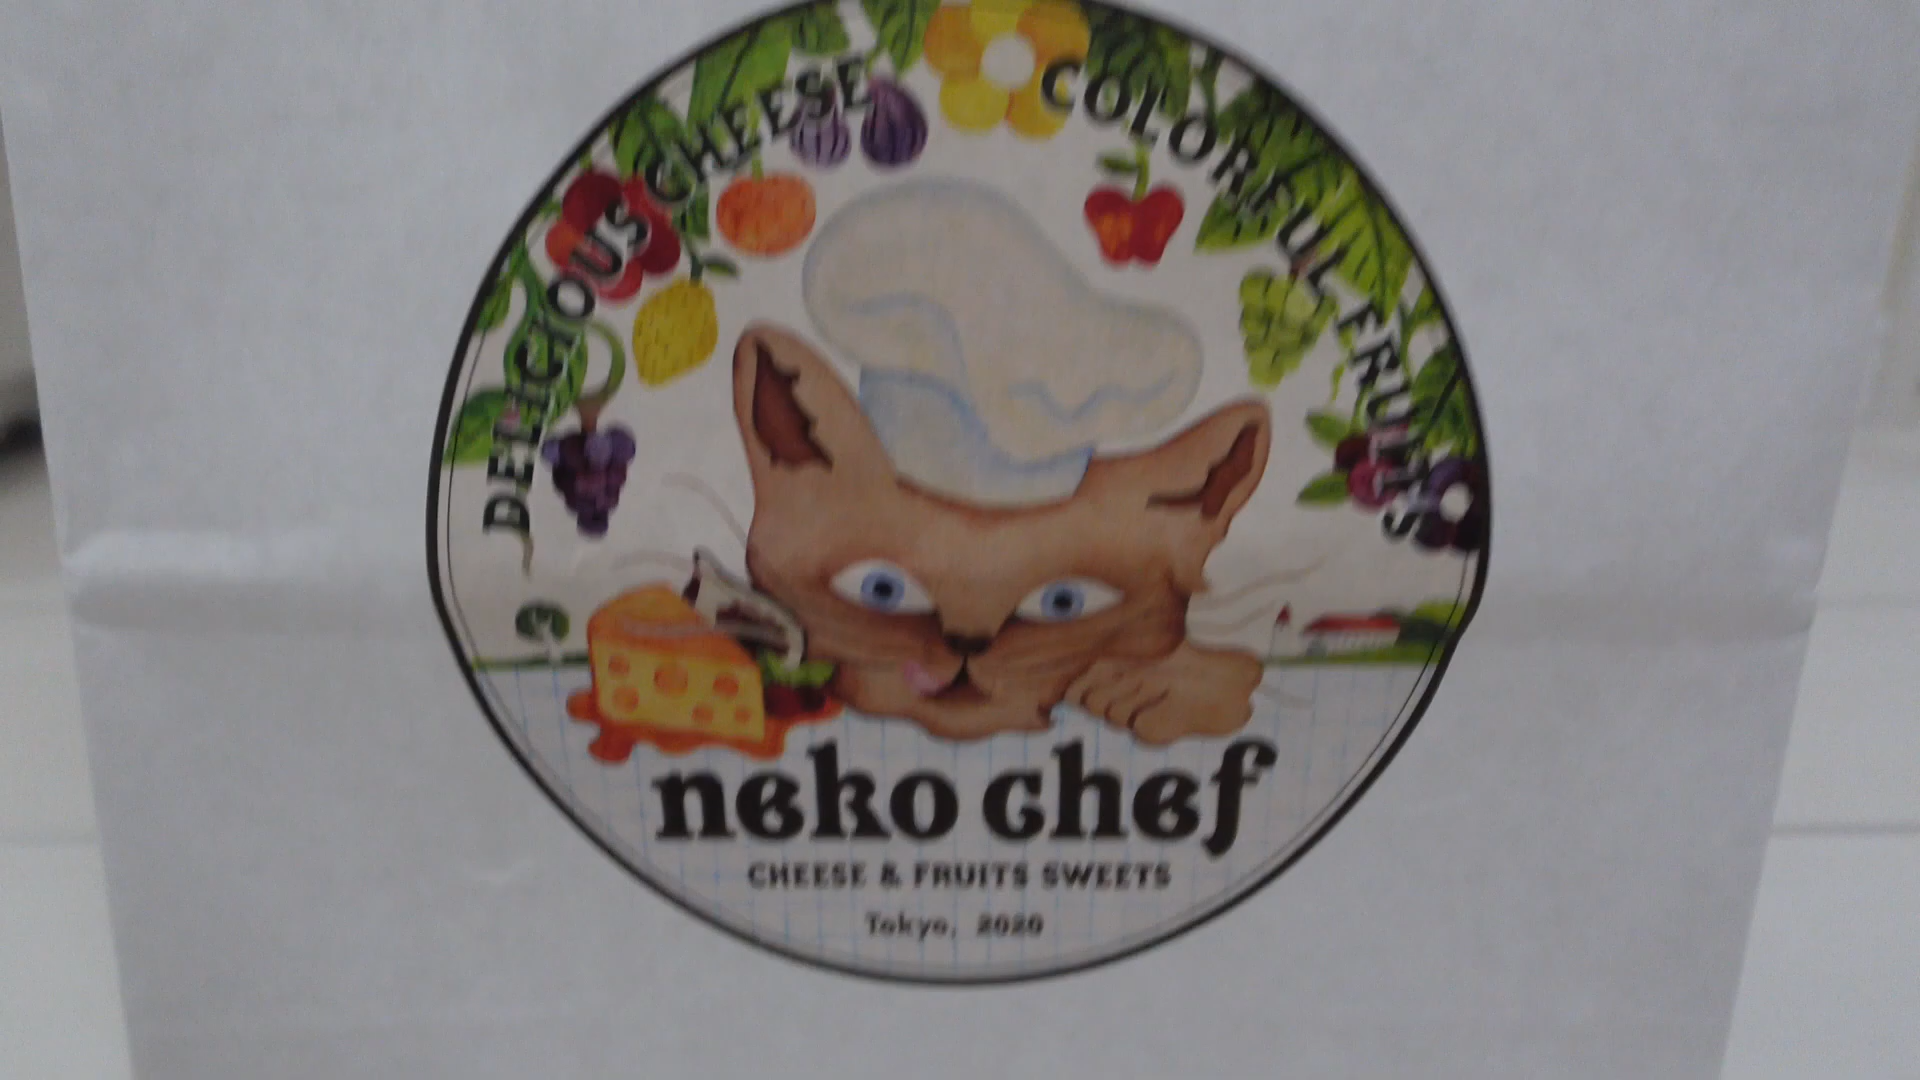 DELICIOUS CHEESE
COLORFUL FRUITS
neko chef
CHEESE & FRUITS SWEETS
Tokyo, 2020